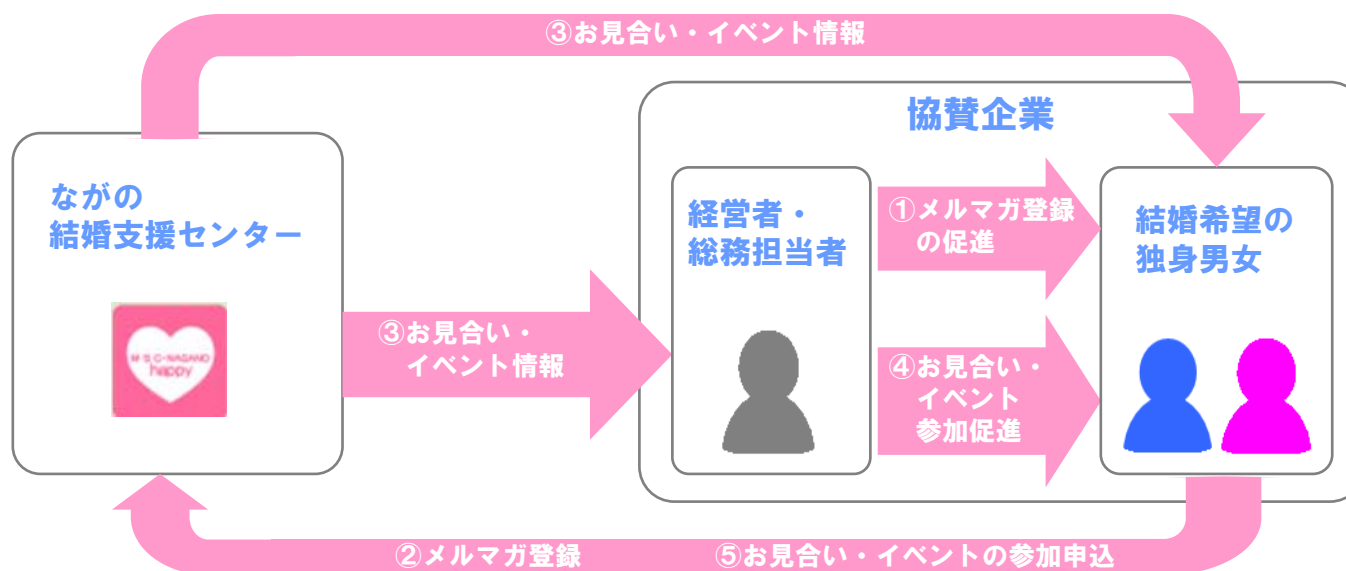 ③お見合い・イベント情報
協賛企業
ながの
結婚支援センター
M·S·C-NAGANO
happy
③お見合い・
イベント情報
経営者・
総務担当者
①メルマガ登録
の促進
④お見合い・
イベント
参加促進
結婚希望の
独身男女
②メルマガ登録
⑤お見合い・イベントの参加申込